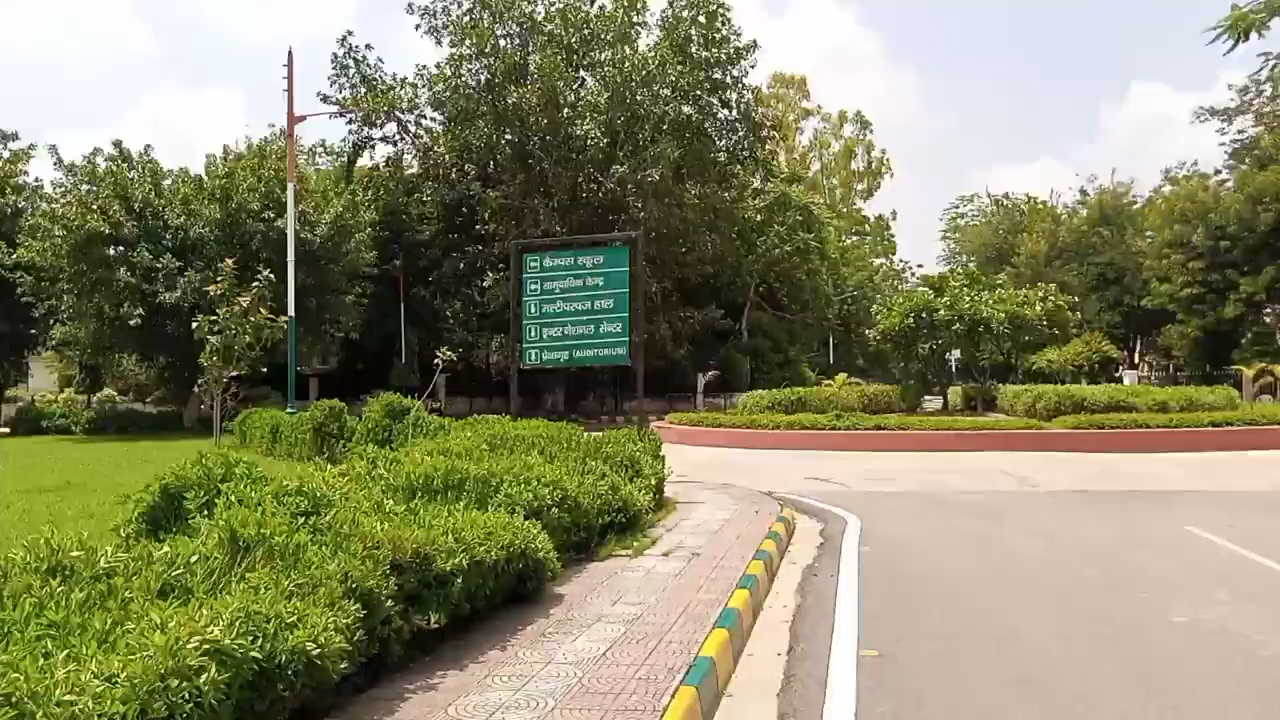 कैम्पस स्कूल
सामुदायिक केन्द्र
मल्टीपरपज हाल
इन्टरनेशनल सेन्टर
प्रेक्षागृह (AUDITORIUM)